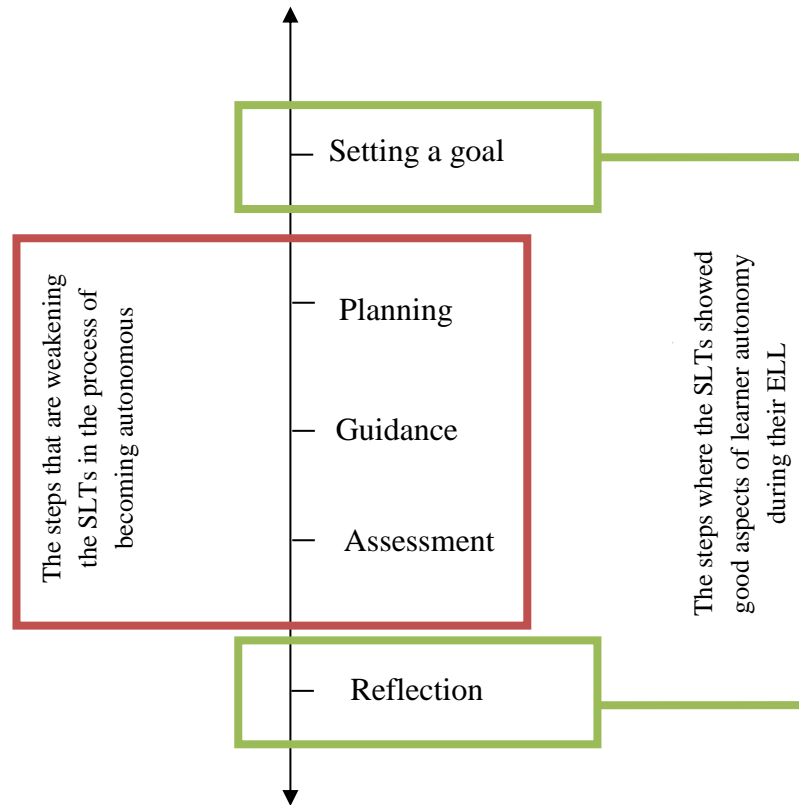 Setting a goal
Planning
Guidance
Assessment
Reflection
The steps that are weakening
the SLTs in the process of
becoming autonomous
The steps where the SLTs showed
good aspects of learner autonomy
during their ELL